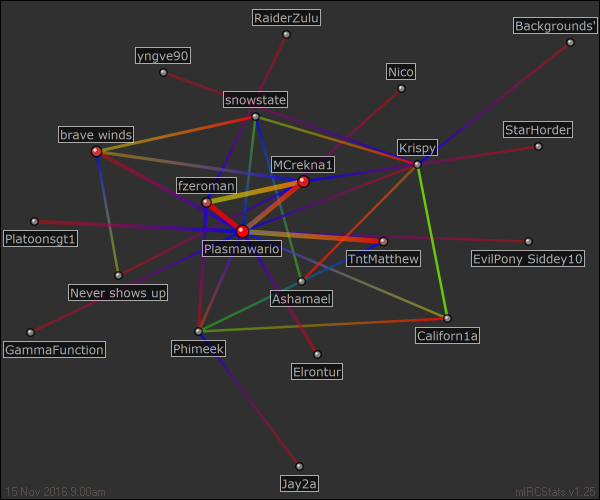 RaiderZulu
Backgrounds'
yngve90
Nico
snowstate
brave winds
StarHorder
Krispy
MCrekna1
fzeroman
Platoonsgt1
Plasmawario
TntMatthew
EvilPony Siddey10
Never shows up
Ashamael
Californ1a
GammaFunction
Phimeek
Elrontur
Jay2a
15 Nov 2016 9:00am
mIRCStats v1.25